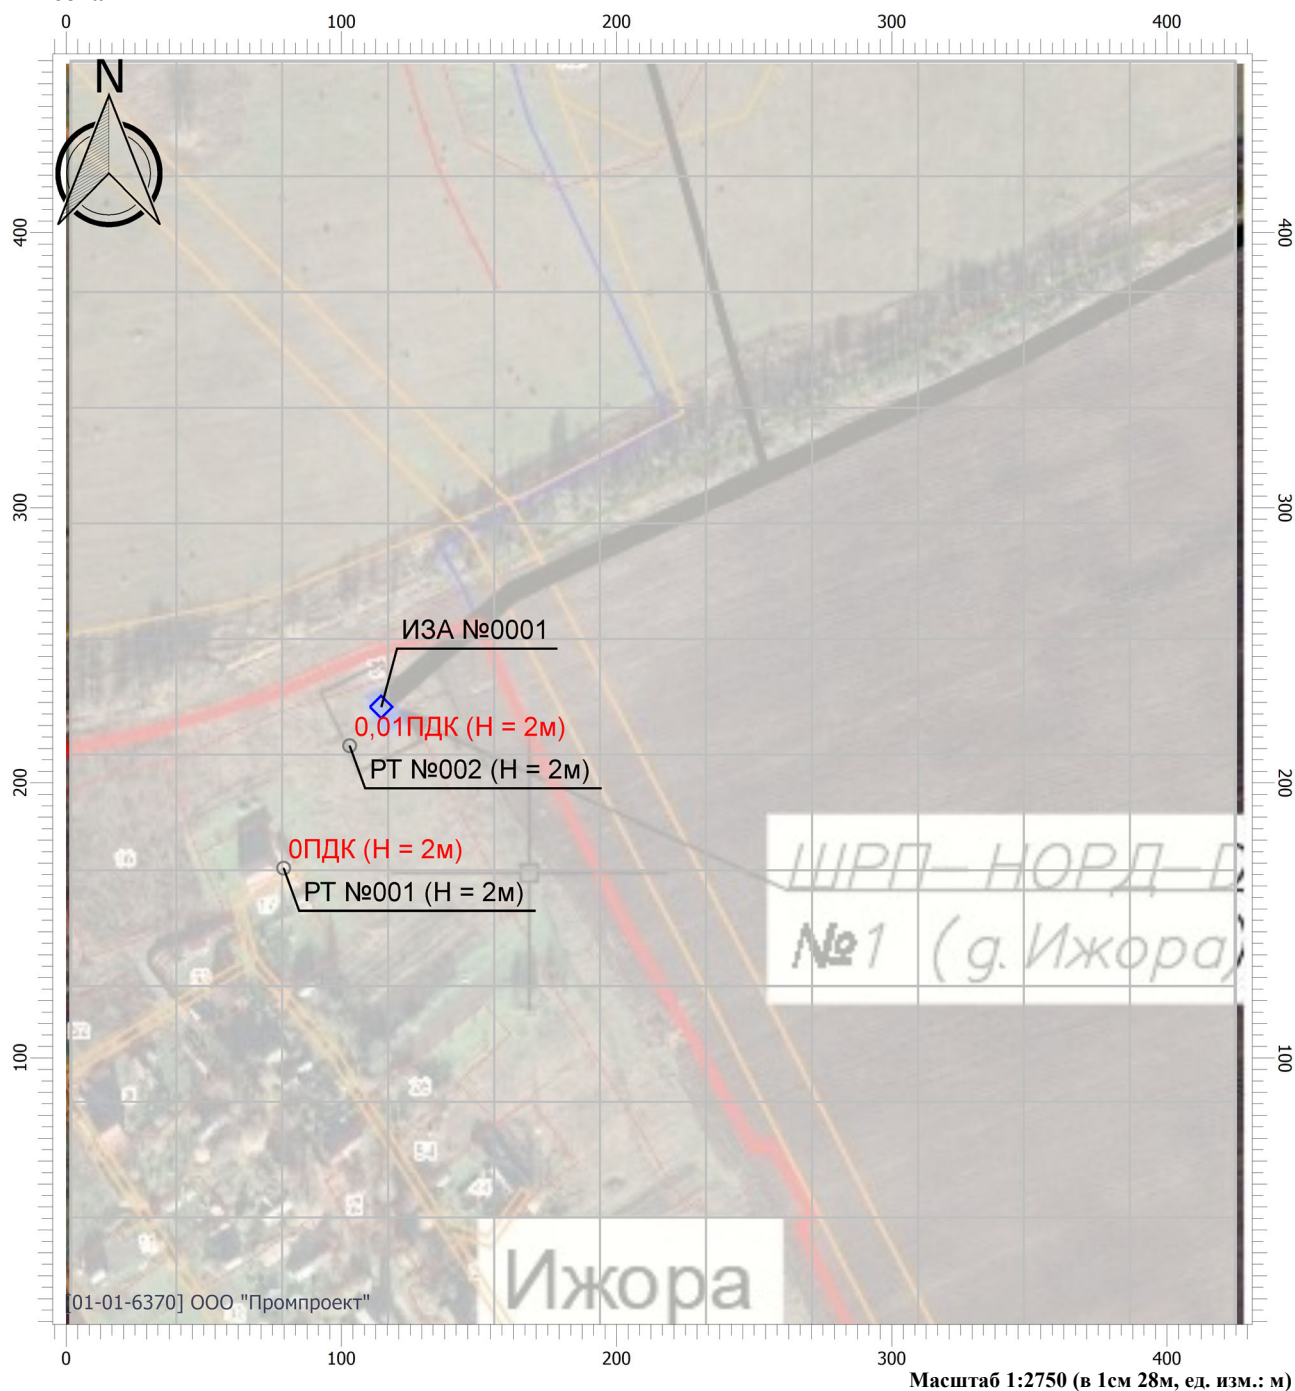 0 100 200 300 400
N
400 400
300 300
ИЗА №0001
0,01ПДК (Н = 2м)
РТ №002 (Н = 2м)
200 200
0ПДК (Н = 2м)
РТ №001 (Н = 2м)
ШРП-НОРД-D
№1 (д.Ижора)
100 100
Ижора
[01-01-6370] ООО "Промпроект"
0 100 200 300 400
Масштаб 1:2750 (в 1см 28м, ед. изм.: м)